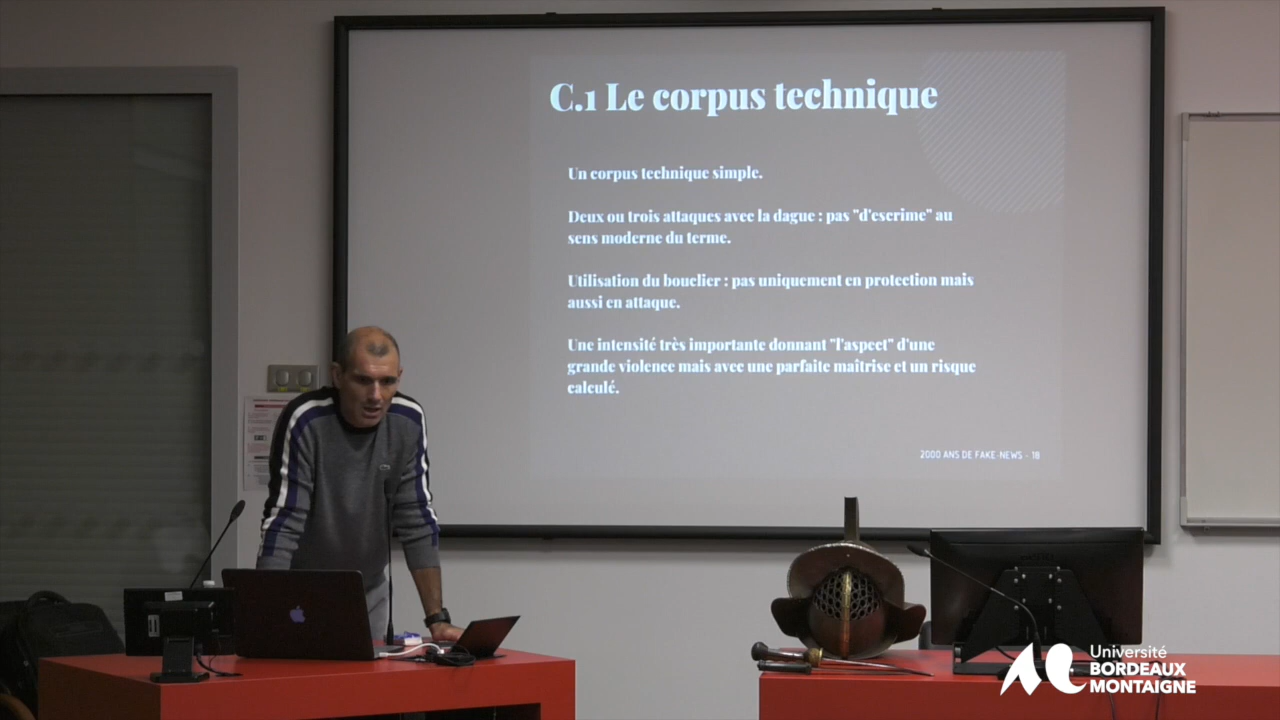 C.1 Le corpus technique
Un corpus technique simple.
Deux ou trois attaques avec la dague : pas "d'escrime" au
sens moderne du terme.
Utilisation du bouclier : pas uniquement en protection mais
aussi en attaque.
Une intensité très importante donnant "l'aspect" d'une
grande violence mais avec une parfaite maîtrise et un risque
calculé.
2000 ANS DE FAKE-NEWS - 18
Université
BORDEAUX
MONTAIGNE